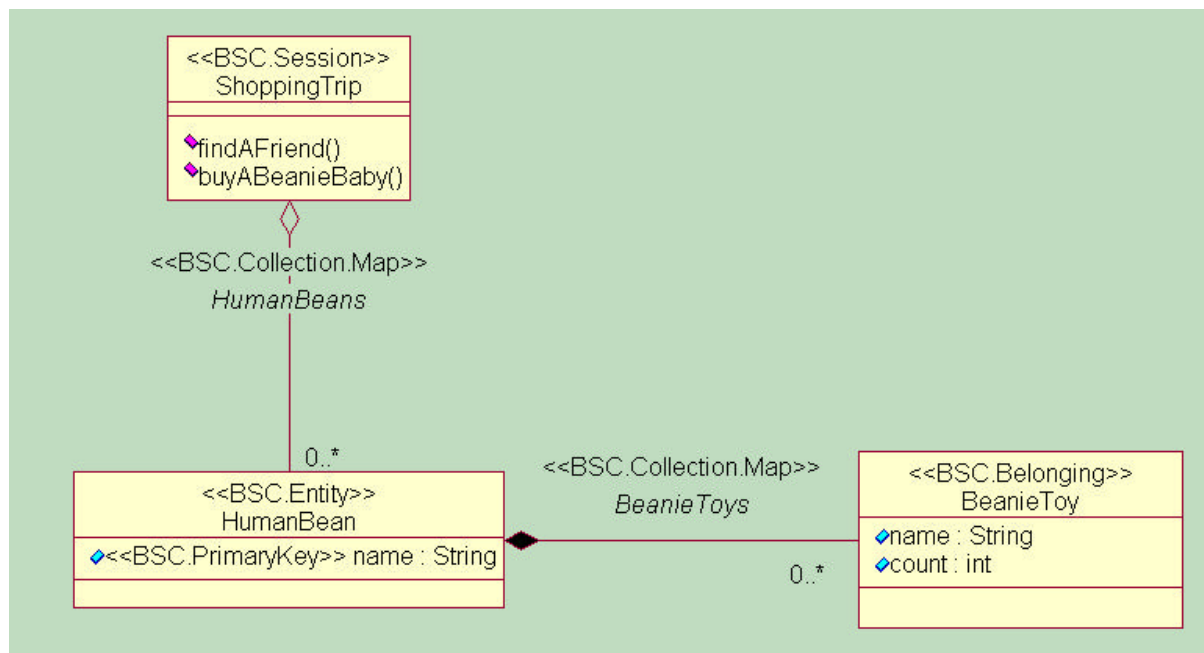 <<BSC.Session>>
ShoppingTrip
findAFriend()
buyABeanieBaby()
<<BSC.Collection.Map>>
HumanBeans
0..*
<<BSC.Entity>>
HumanBean
<<BSC.PrimaryKey>> name : String
<<BSC.Collection.Map>>
BeanieToys
0..*
<<BSC.Belonging>>
BeanieToy
name : String
count : int